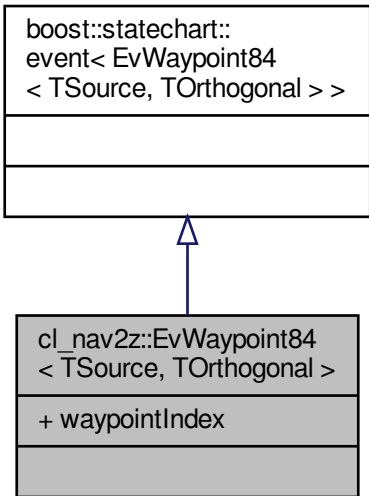 boost::statechart::
event< EvWaypoint84
< TSource, TOrthogonal > >
cl_nav2z::EvWaypoint84
< TSource, TOrthogonal >
+ waypointIndex